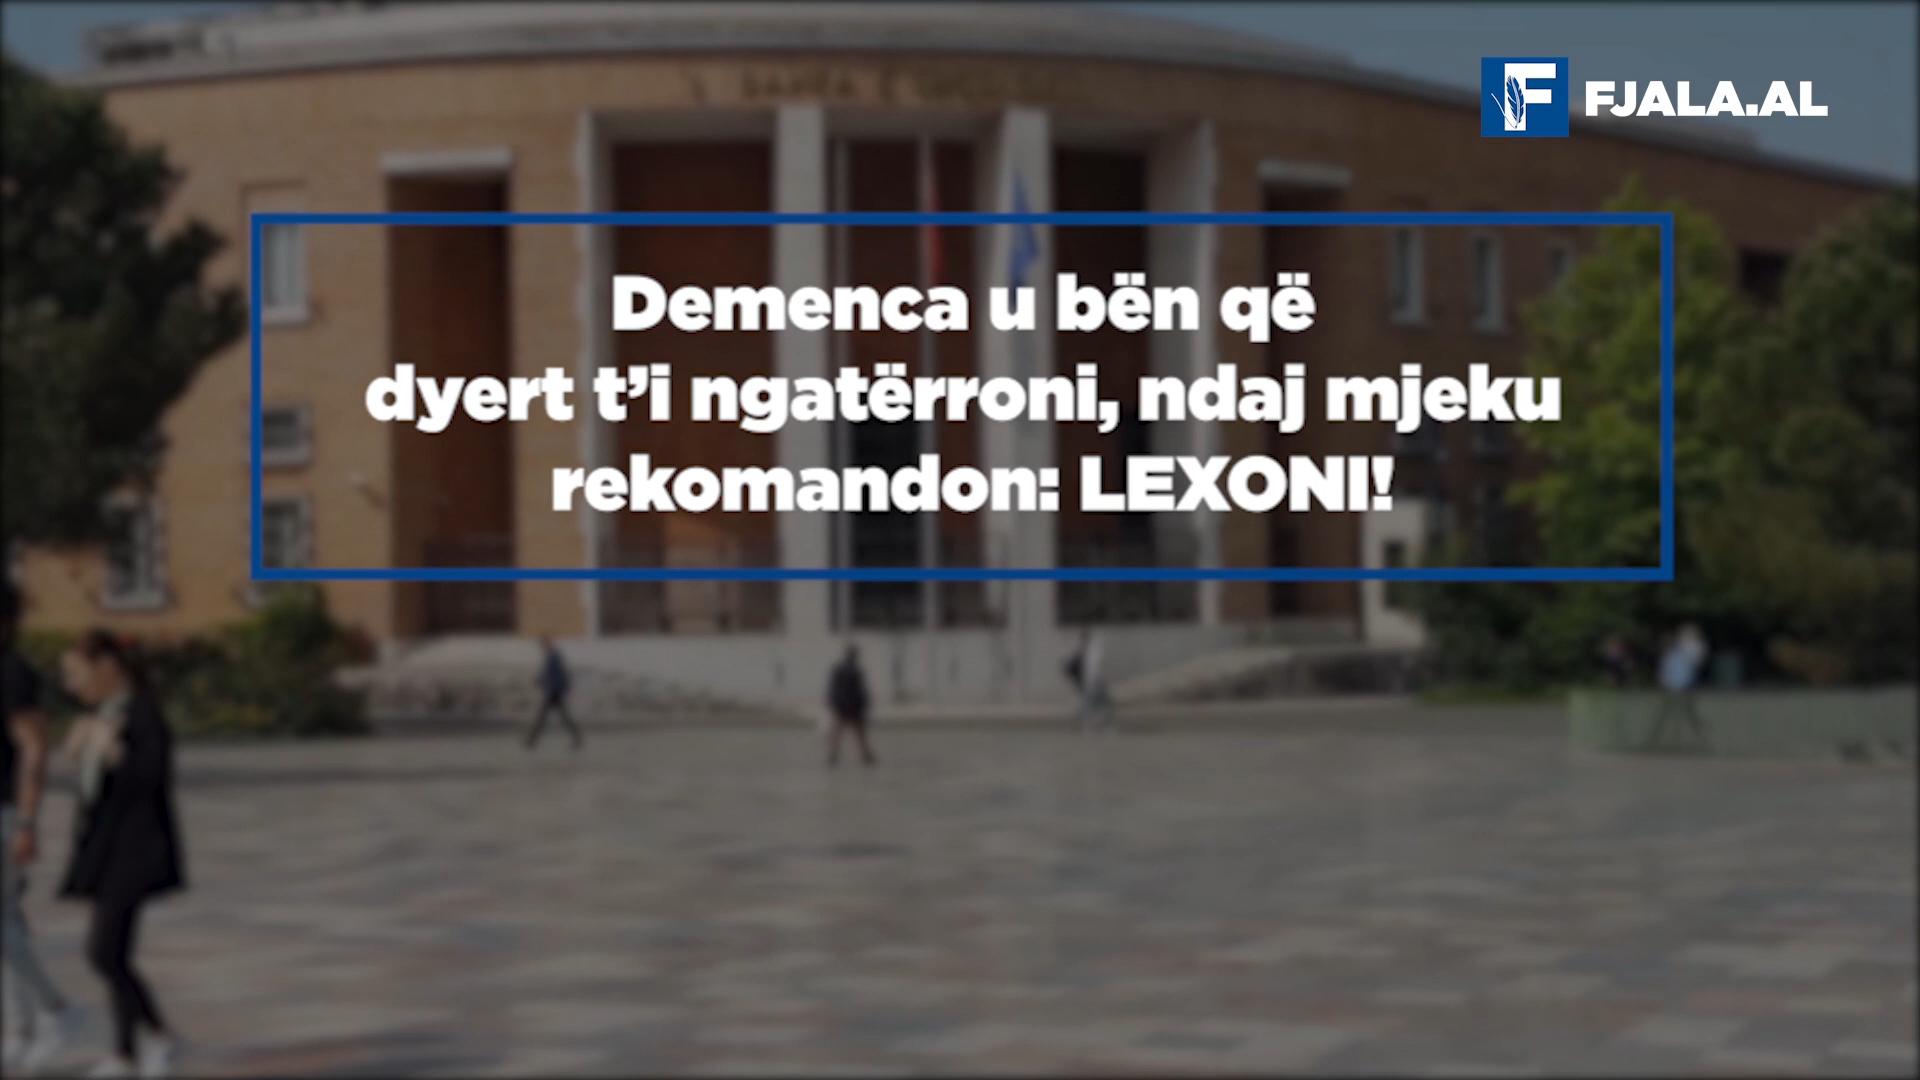 FJALA.AL
Demenca u bën që
dyert t’i ngatërroni, ndaj mjeku
rekomandon: LEXONI!